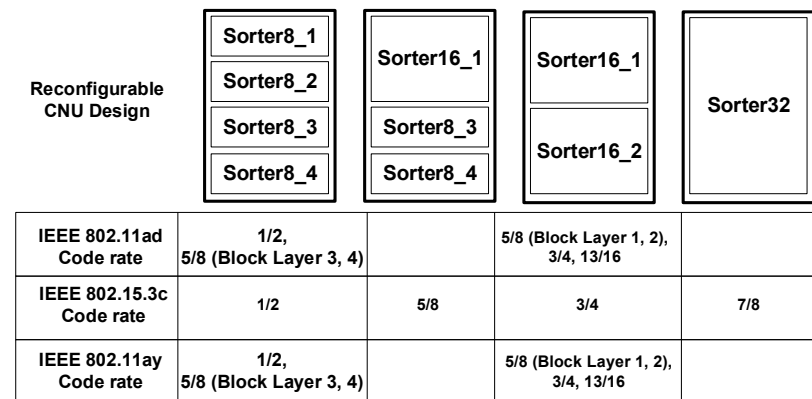 Reconfigurable
CNU Design
Sorter8_1
Sorter8_2
Sorter8_3
Sorter8_4
Sorter16_1
Sorter8_3
Sorter8_4
Sorter16_1
Sorter16_2
Sorter32
IEEE 802.11ad
Code rate
1/2,
5/8 (Block Layer 3, 4)
5/8 (Block Layer 1, 2),
3/4, 13/16
IEEE 802.15.3c
Code rate
1/2
5/8
3/4
7/8
IEEE 802.11ay
Code rate
1/2,
5/8 (Block Layer 3, 4)
5/8 (Block Layer 1, 2),
3/4, 13/16